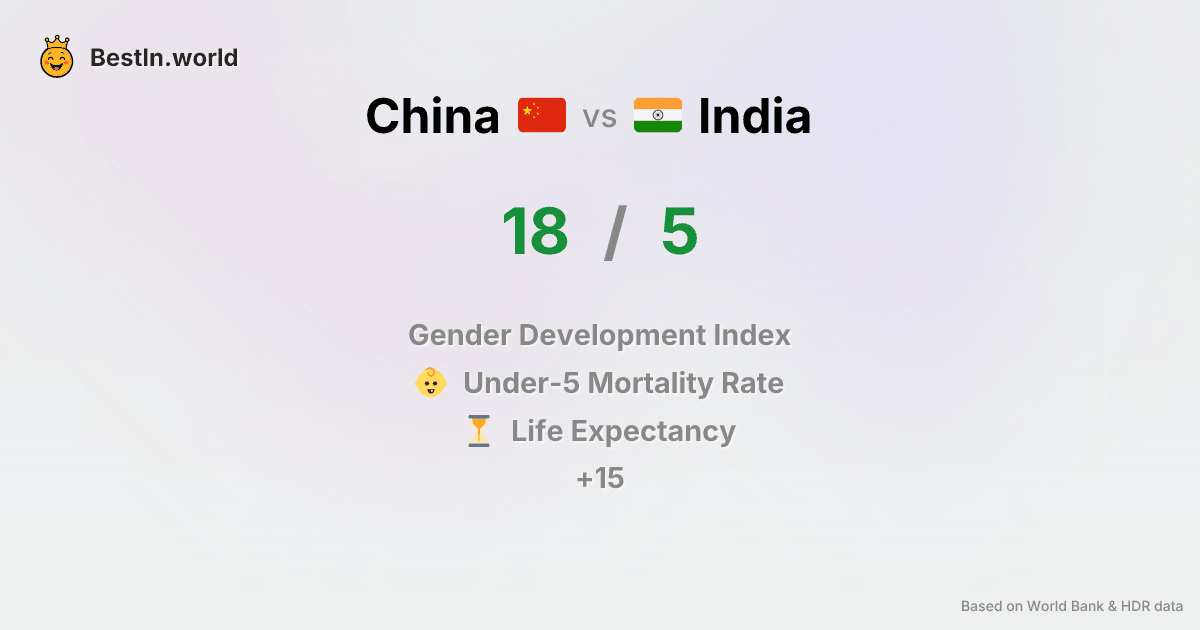 BestIn.world
China vs India
18 / 5
Gender Development Index
Under-5 Mortality Rate
Life Expectancy
+15
Based on World Bank & HDR data